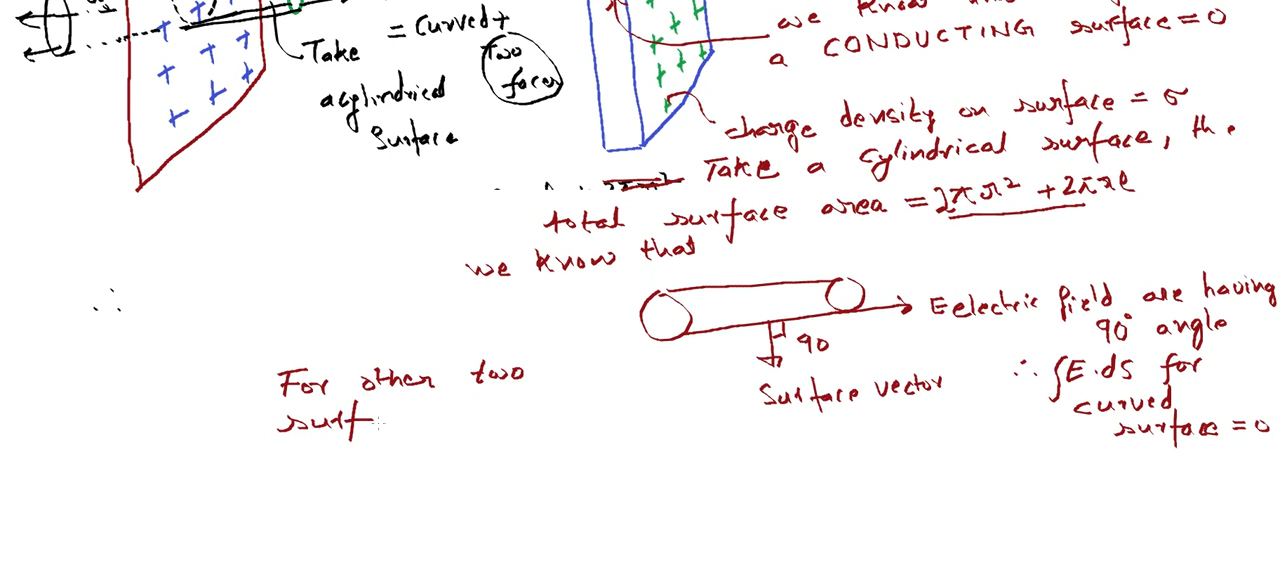 = Curved +
Two
faces
Take
a cylindrical
Surface
we know
a CONDUCTING surface = 0
charge density on surface = σ
Take a cylindrical surface, the
total surface area = 2πr² + 2πrl
we know that
Eelectric field are having
90° angle
90
Surface vector
∴ ∫E.ds for
curved
surface = 0
∴
For other two
surf